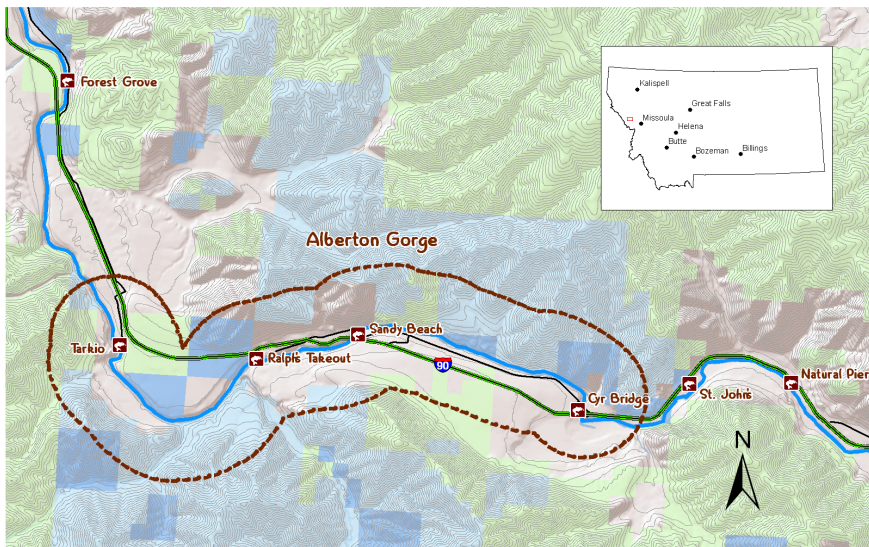 Forest Grove
Kalispell
Great Falls
Missoula
Helena
Butte
Bozeman
Billings
Alberton Gorge
Sandy Beach
Tarkio
Ralph's Takeout
90
Natural Pier
St. John's
Cyr Bridge
N